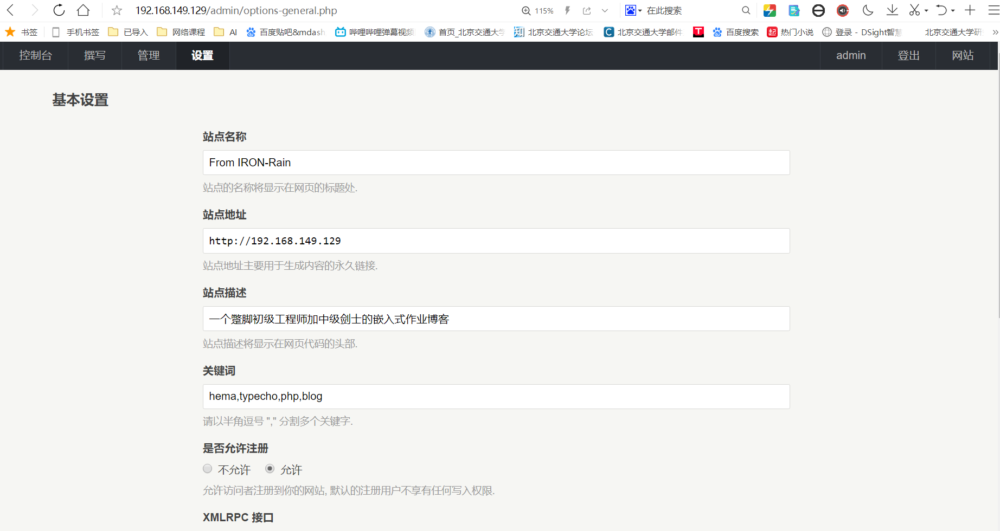 192.168.149.129/admin/options-general.php 115% 在此搜索
书签 手机书签 已导入 网络课程 AI 百度贴吧&mdash 哔哩哔哩弹幕视频 首页_北京交通大学 知 北京交通大学论坛 C 北京交通大学邮件 T 百度搜索 起 热门小说 登录 - DSight智慧 北京交通大学研 »
控制台 撰写 管理 设置 admin 登出 网站
基本设置
站点名称
From IRON-Rain
站点的名称将显示在网页的标题处.
站点地址
http://192.168.149.129
站点地址主要用于生成内容的永久链接.
站点描述
一个蹩脚初级工程师加中级剑士的嵌入式作业博客
站点描述将显示在网页代码的头部.
关键词
hema,typecho,php,blog
请以半角逗号 "," 分割多个关键字.
是否允许注册
不允许 允许
允许访问者注册到你的网站, 默认的注册用户不享有任何写入权限.
XMLRPC 接口